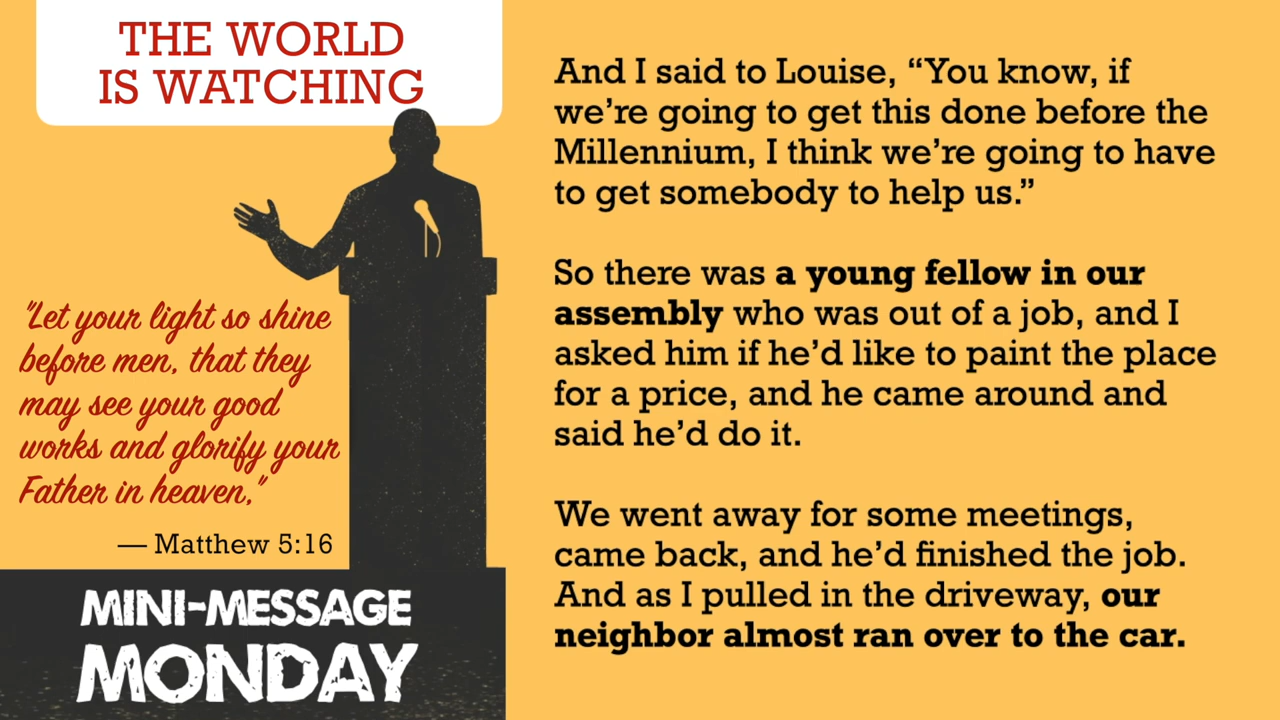 THE WORLD
IS WATCHING
"Let your light so shine
before men, that they
may see your good
works and glorify your
Father in heaven,"
— Matthew 5:16
MINI-MESSAGE
MONDAY
And I said to Louise, “You know, if
we’re going to get this done before the
Millennium, I think we’re going to have
to get somebody to help us.”
So there was a young fellow in our
assembly who was out of a job, and I
asked him if he’d like to paint the place
for a price, and he came around and
said he’d do it.
We went away for some meetings,
came back, and he’d finished the job.
And as I pulled in the driveway, our
neighbor almost ran over to the car.